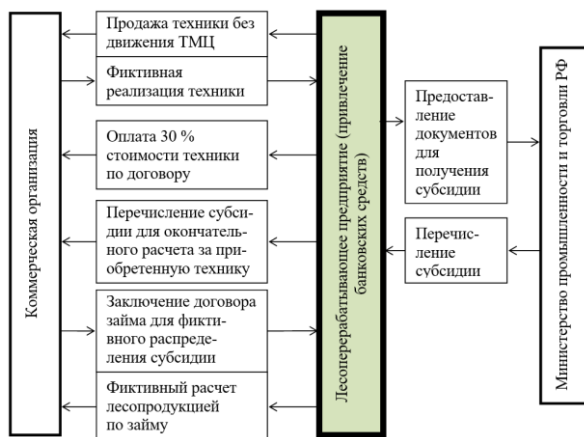 Коммерческая организация
Продажа техники без
движения ТМЦ
Фиктивная
реализация техники
Оплата 30 %
стоимости техники
по договору
Перечисление субси-
дии для окончатель-
ного расчета за при-
обретенную технику
Заключение договора
займа для фикти-
вного распреде-
ления субсидии
Фиктивный расчет
лесопродукцией
по займу
Лесоперерабатывающее предприятие (привлечение
банковских средств)
Предостав-
ление
документов
для
получения
субсидии
Перечис-
ление
субсидии
Министерство промышленности и торговли РФ